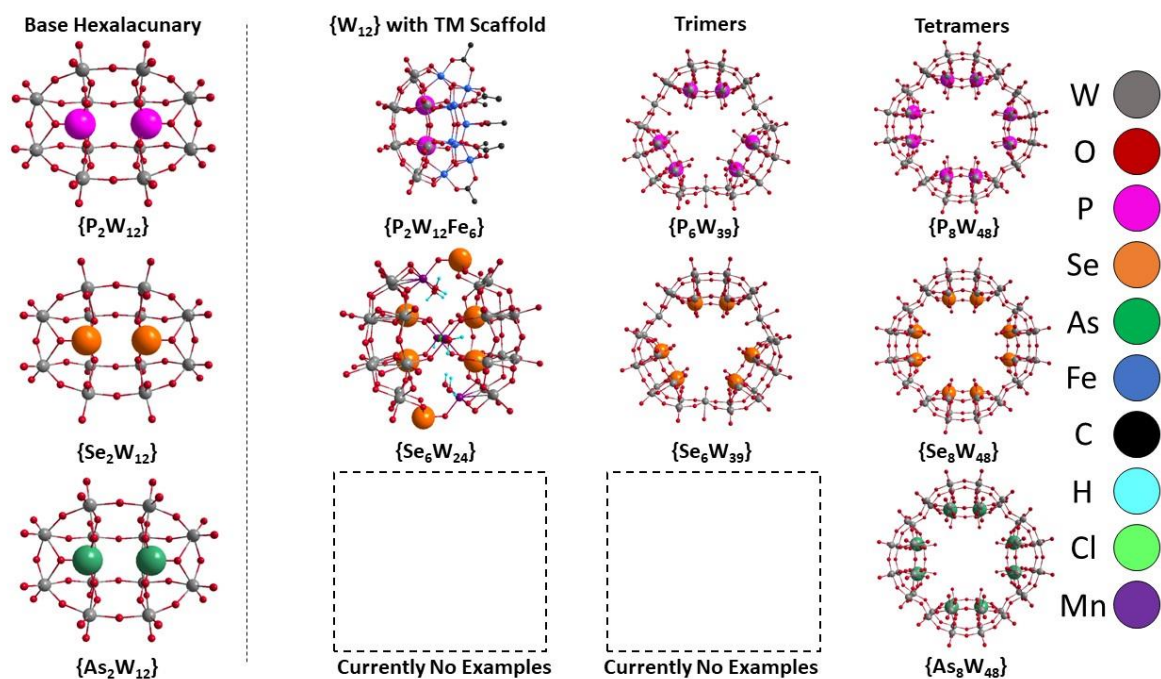 Base Hexalacunary
{W₁₂} with TM Scaffold
Trimers
Tetramers
{P₂W₁₂}
{P₂W₁₂Fe₆}
{P₆W₃₉}
{P₈W₄₈}
{Se₂W₁₂}
{Se₆W₂₄}
{Se₆W₃₉}
{Se₈W₄₈}
{As₂W₁₂}
Currently No Examples
Currently No Examples
{As₈W₄₈}
W
O
P
Se
As
Fe
C
H
Cl
Mn